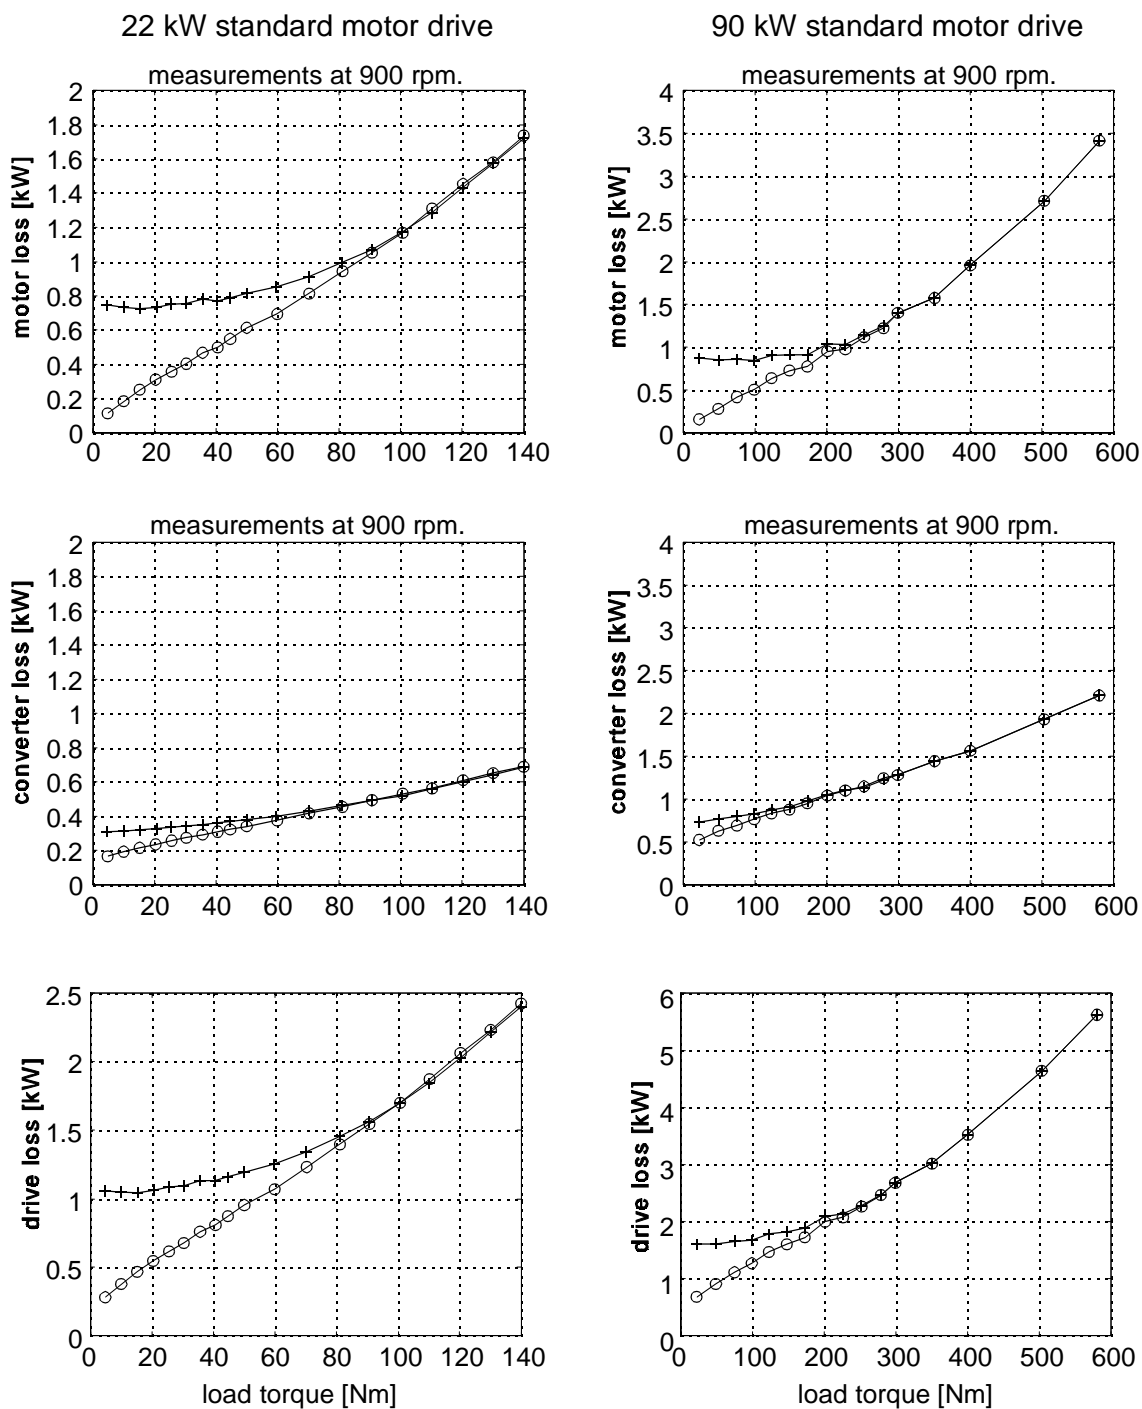 22 kW standard motor drive
90 kW standard motor drive
measurements at 900 rpm.
motor loss [kW]
2
1.8
1.6
1.4
1.2
1
0.8
0.6
0.4
0.2
0
0 20 40 60 80 100 120 140
measurements at 900 rpm.
motor loss [kW]
4
3.5
3
2.5
2
1.5
1
0.5
0
0 100 200 300 400 500 600
measurements at 900 rpm.
converter loss [kW]
2
1.8
1.6
1.4
1.2
1
0.8
0.6
0.4
0.2
0
0 20 40 60 80 100 120 140
measurements at 900 rpm.
converter loss [kW]
4
3.5
3
2.5
2
1.5
1
0.5
0
0 100 200 300 400 500 600
drive loss [kW]
2.5
2
1.5
1
0.5
0
0 20 40 60 80 100 120 140
load torque [Nm]
drive loss [kW]
6
5
4
3
2
1
0
0 100 200 300 400 500 600
load torque [Nm]